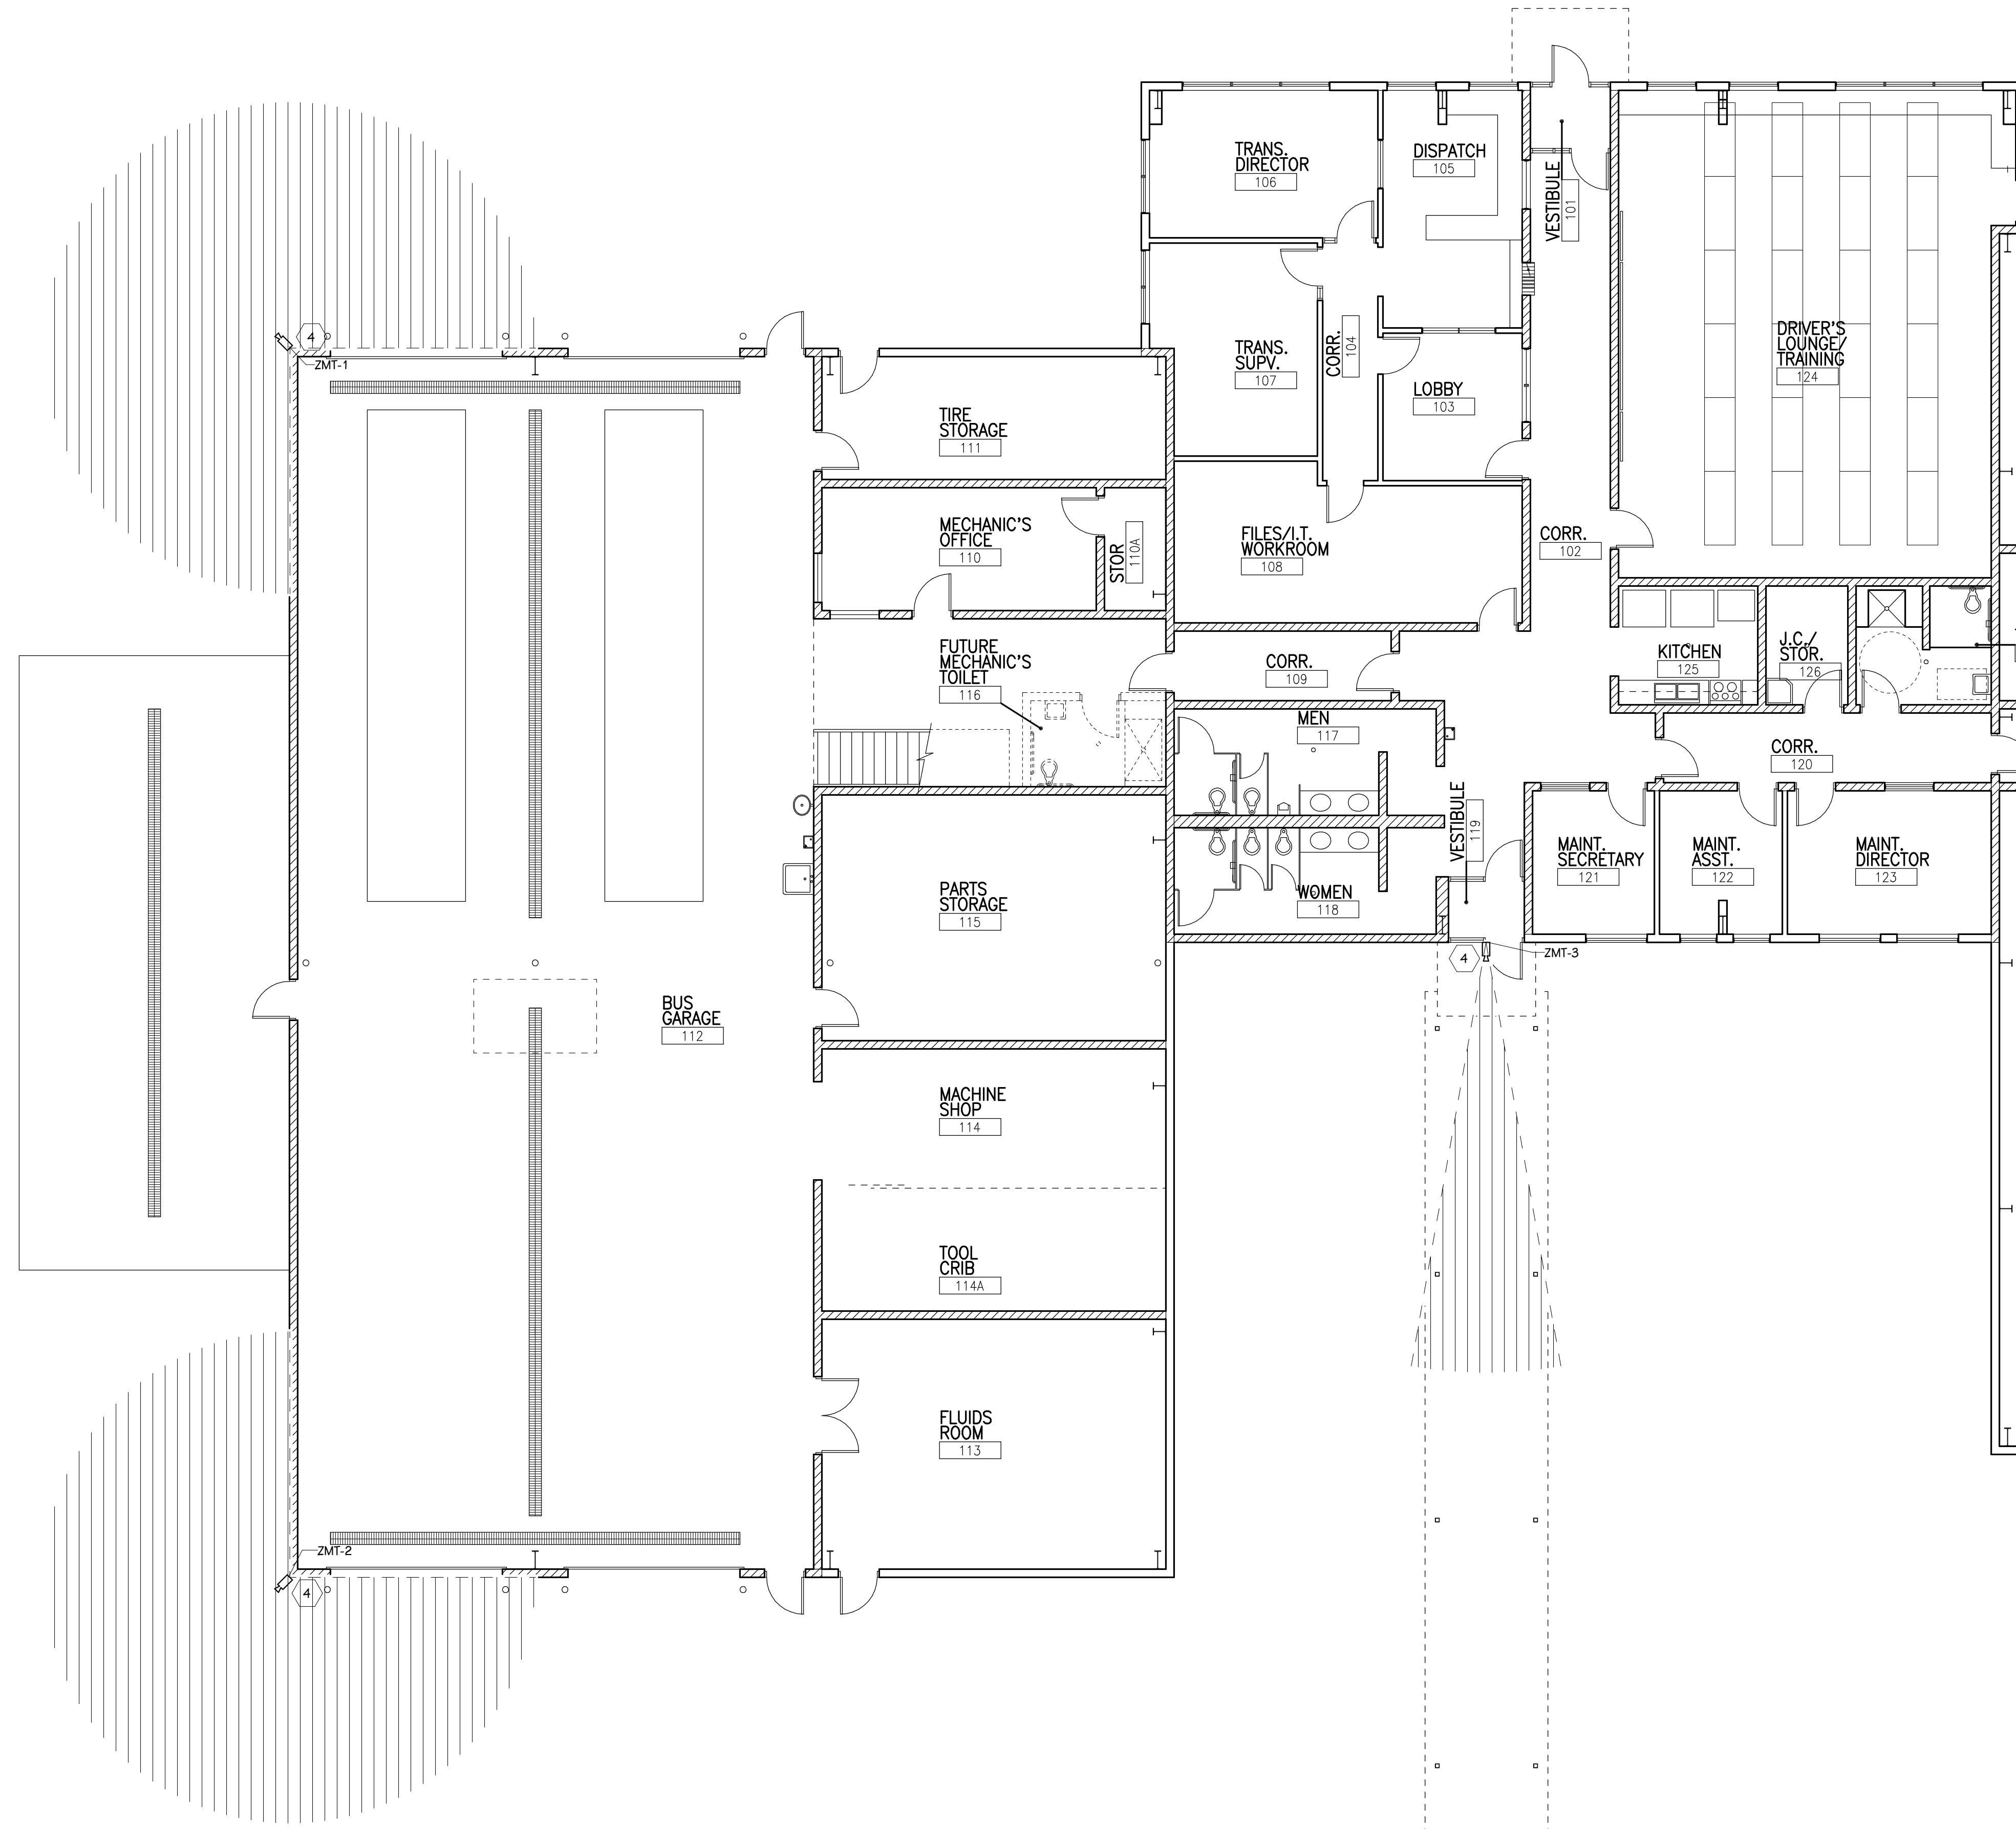 TRANS.
DIRECTOR
106
DISPATCH
105
VESTIBULE
101
4
ZMT-1
TRANS.
SUPV.
107
CORR.
104
LOBBY
103
DRIVER'S
LOUNGE/
TRAINING
124
TIRE
STORAGE
111
MECHANIC'S
OFFICE
110
STOR
110A
FILES/I.T.
WORKROOM
108
CORR.
102
FUTURE
MECHANIC'S
TOILET
116
CORR.
109
KITCHEN
125
J.C./
STOR.
126
MEN
117
CORR.
120
VESTIBULE
119
MAINT.
SECRETARY
121
MAINT.
ASST.
122
MAINT.
DIRECTOR
123
PARTS
STORAGE
115
WOMEN
118
4
ZMT-3
BUS
GARAGE
112
MACHINE
SHOP
114
TOOL
CRIB
114A
FLUIDS
ROOM
113
ZMT-2
4